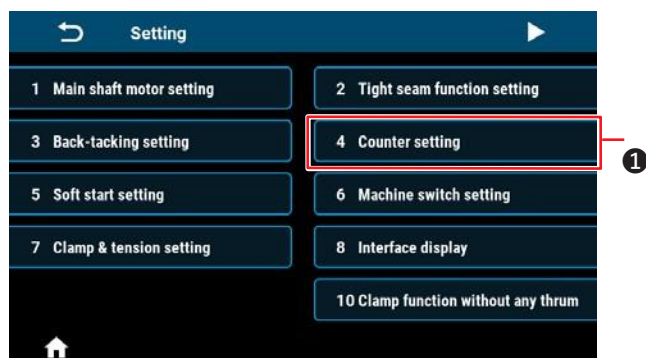 Setting
1 Main shaft motor setting
2 Tight seam function setting
3 Back-tacking setting
4 Counter setting
❶
5 Soft start setting
6 Machine switch setting
7 Clamp & tension setting
8 Interface display
10 Clamp function without any thrum